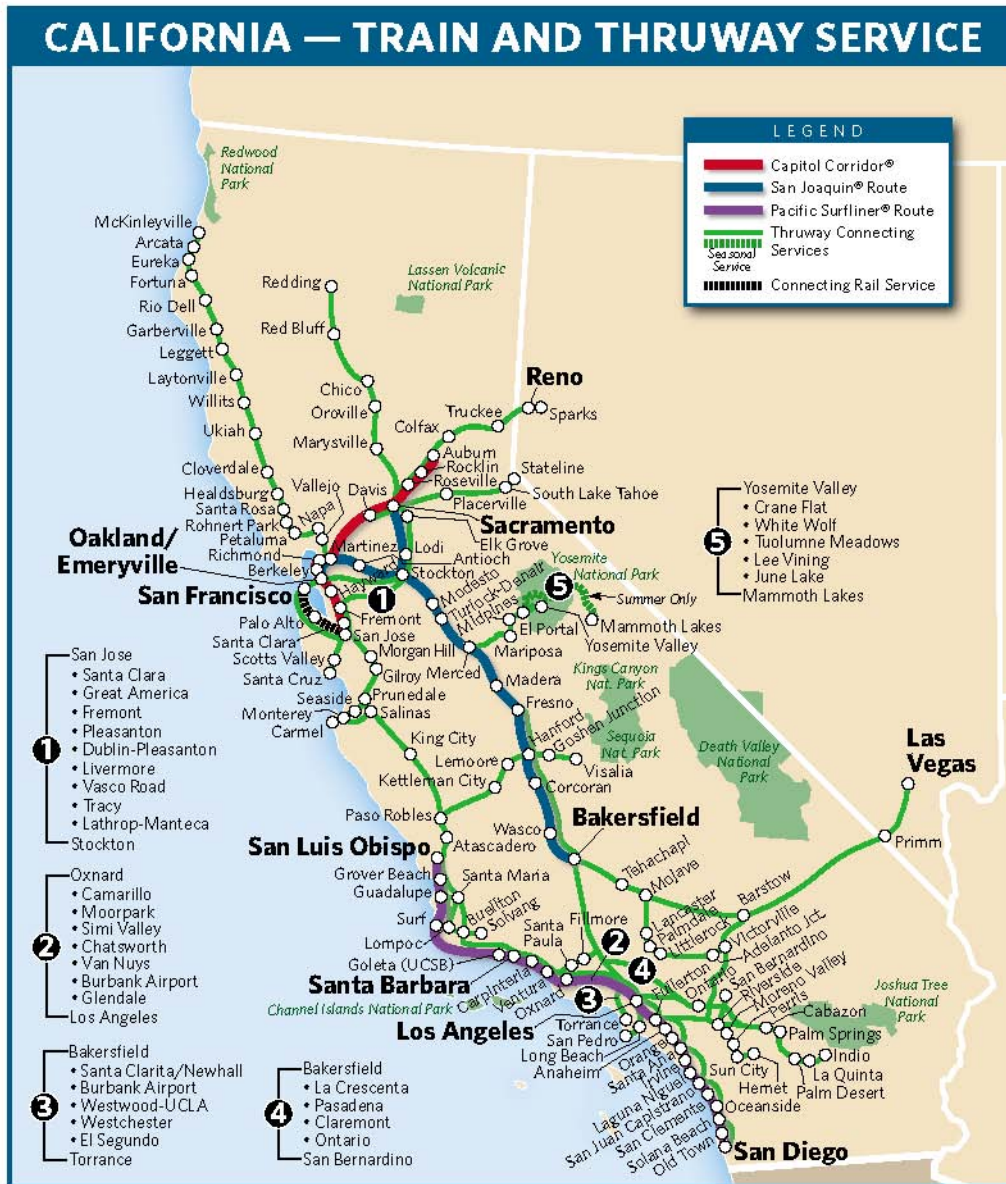 CALIFORNIA — TRAIN AND THRUWAY SERVICE
LEGEND
Capitol Corridor®
San Joaquin® Route
Pacific Surfliner® Route
Thruway Connecting
Services
Seasonal
Service
Connecting Rail Service
Redwood
National
Park
McKinleyville
Arcata
Eureka
Fortuna
Rio Dell
Garberville
Leggett
Laytonville
Willits
Ukiah
Cloverdale
Healdsburg
Santa Rosa
Rohnert Park
Petaluma
Lassen Volcanic
National Park
Redding
Red Bluff
Chico
Oroville
Marysville
Reno
Sparks
Truckee
Colfax
Auburn
Rocklin
Roseville
Stateline
South Lake Tahoe
Placerville
Sacramento
Elk Grove
Davis
Vallejo
Napa
Oakland/
Emeryville
Richmond
Berkeley
Martinez
Lodi
Antioch
Stockton
Hayward
San Francisco
1
Fremont
Palo Alto
Santa Clara
San Jose
Scotts Valley
Santa Cruz
Morgan Hill
Gilroy
Prunedale
Seaside
Monterey
Carmel
Salinas
Modesto
Turlock-Denair
Midpines
Yosemite
National Park
5
Summer Only
El Portal
Mammoth Lakes
Yosemite Valley
Mariposa
Merced
Madera
Fresno
Kings Canyon
Nat. Park
Hanford
Goshen Junction
Sequoia
Nat. Park
Visalia
Corcoran
King City
Lemoore
Kettleman City
Death Valley
National
Park
Las
Vegas
Primm
Paso Robles
Atascadero
Wasco
Bakersfield
San Luis Obispo
Grover Beach
Guadalupe
Santa Maria
Surf
Buellton
Solvang
Lompoc
Goleta (UCSB)
Santa Barbara
Carpinteria
Ventura
Oxnard
Channel Islands National Park
Santa
Paula
Fillmore
2
4
3
Tehachapi
Mojave
Lancaster
Palmdale
Littlerock
Barstow
Victorville
Adelanto Jct.
San Bernardino
Riverside
Moreno Valley
Perris
Fullerton
Ontario
Cabazon
Joshua Tree
National
Park
Palm Springs
Indio
La Quinta
Palm Desert
Hemet
Sun City
Los Angeles
Torrance
San Pedro
Long Beach
Anaheim
Orange
Santa Ana
Irvine
Laguna Niguel
San Juan Capistrano
San Clemente
Oceanside
Solana Beach
Old Town
San Diego
5
Yosemite Valley
• Crane Flat
• White Wolf
• Tuolumne Meadows
• Lee Vining
• June Lake
Mammoth Lakes
1
San Jose
• Santa Clara
• Great America
• Fremont
• Pleasanton
• Dublin-Pleasanton
• Livermore
• Vasco Road
• Tracy
• Lathrop-Manteca
Stockton
2
Oxnard
• Camarillo
• Moorpark
• Simi Valley
• Chatsworth
• Van Nuys
• Burbank Airport
• Glendale
Los Angeles
3
Bakersfield
• Santa Clarita/Newhall
• Burbank Airport
• Westwood-UCLA
• Westchester
• El Segundo
Torrance
4
Bakersfield
• La Crescenta
• Pasadena
• Claremont
• Ontario
San Bernardino